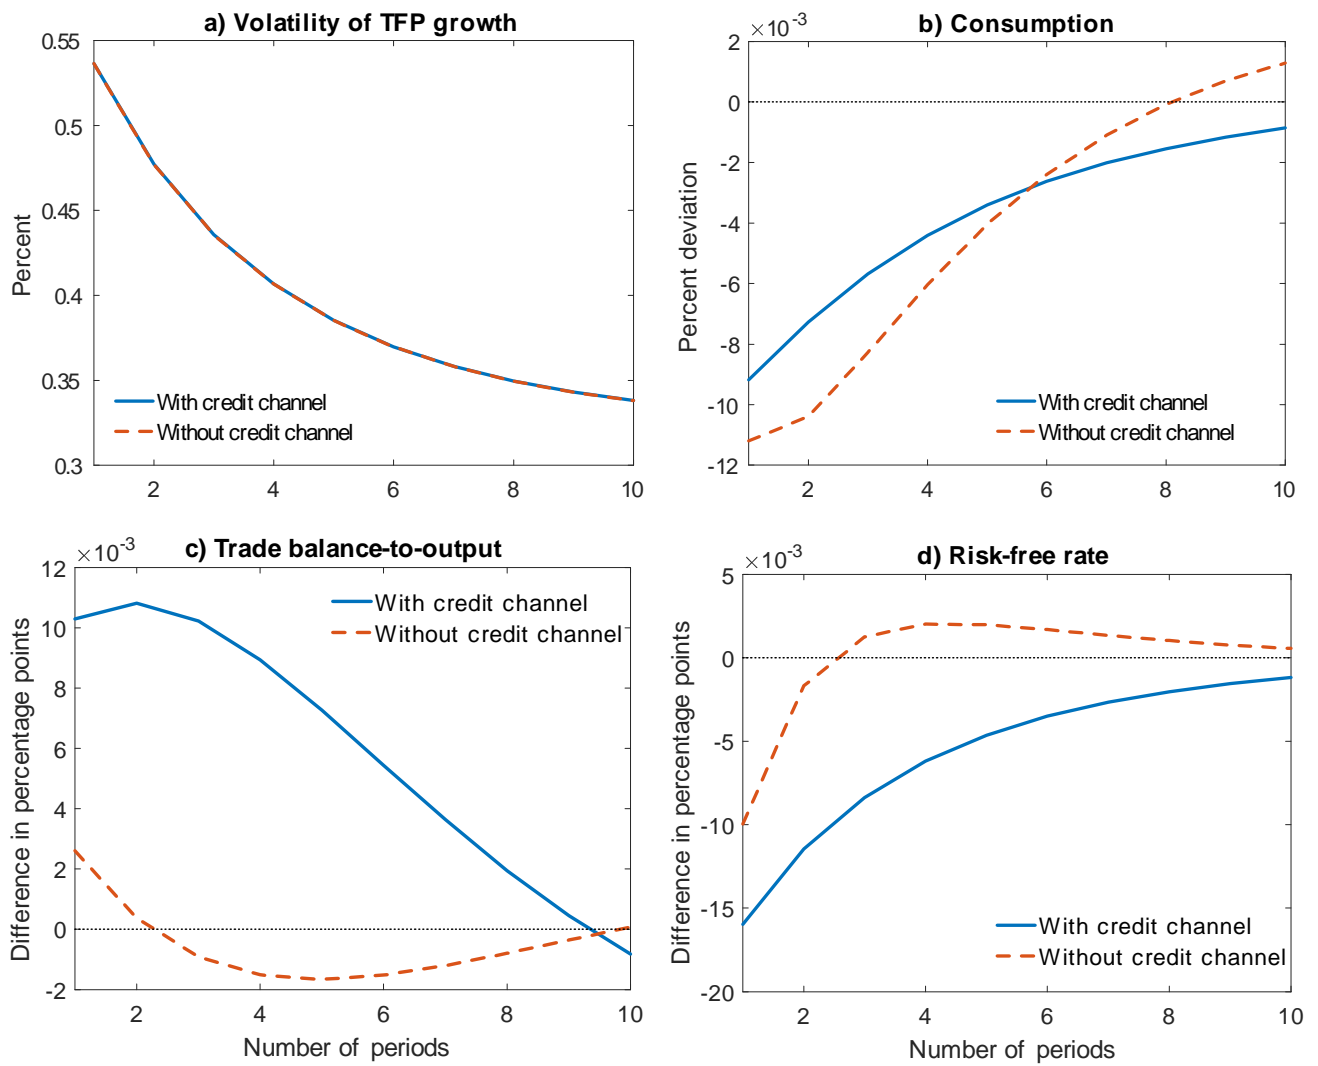 a) Volatility of TFP growth
0.55
0.5
0.45
0.4
0.35
0.3
Percent
With credit channel
Without credit channel
2
4
6
8
10
b) Consumption
×10-3
2
0
-2
-4
-6
-8
-10
-12
Percent deviation
With credit channel
Without credit channel
2
4
6
8
10
c) Trade balance-to-output
×10-3
12
10
8
6
4
2
0
-2
Difference in percentage points
With credit channel
Without credit channel
2
4
6
8
10
Number of periods
d) Risk-free rate
×10-3
5
0
-5
-10
-15
-20
Difference in percentage points
With credit channel
Without credit channel
2
4
6
8
10
Number of periods